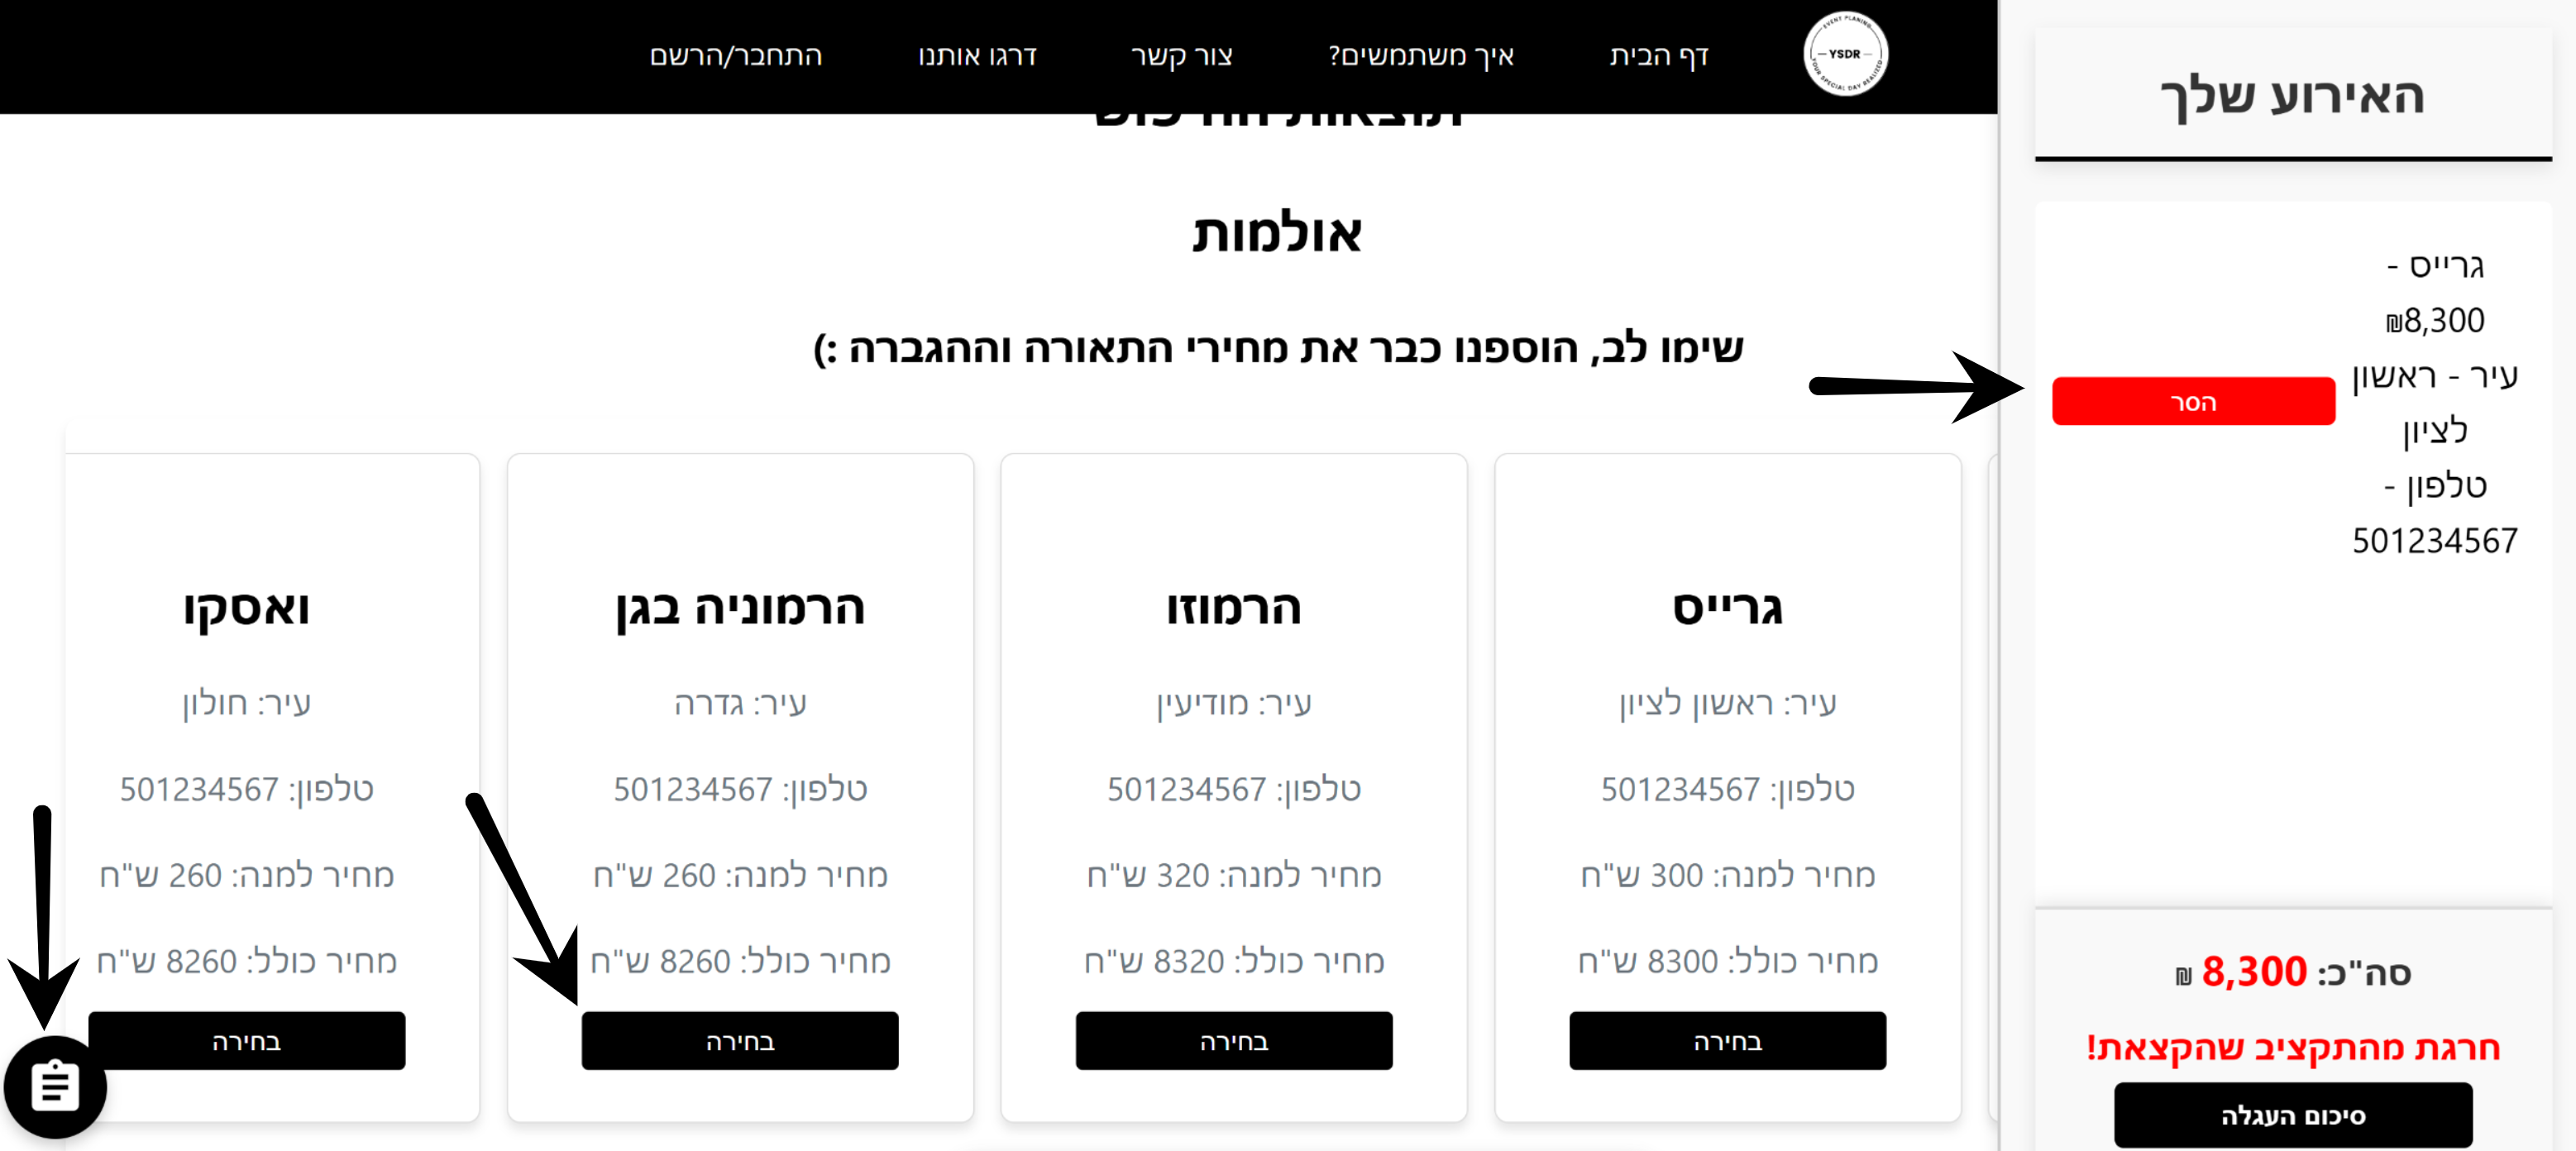 דף הבית
איך משתמשים?
צור קשר
דרגו אותנו
התחבר/הרשם
EVENT PLANING
YSDR
YOUR SPECIAL DAY REALIZED
האירוע שלך
גרייס -
₪8,300
עיר - ראשון
לציון
טלפון -
501234567
הסר
סה"כ: 8,300 ₪
חרגת מהתקציב שהקצאת!
סיכום העגלה
תוצאות החיפוש
אולמות
שימו לב, הוספנו כבר את מחירי התאורה וההגברה :)
גרייס
עיר: ראשון לציון
טלפון: 501234567
מחיר למנה: 300 ש"ח
מחיר כולל: 8300 ש"ח
בחירה
הרמוזו
עיר: מודיעין
טלפון: 501234567
מחיר למנה: 320 ש"ח
מחיר כולל: 8320 ש"ח
בחירה
הרמוניה בגן
עיר: גדרה
טלפון: 501234567
מחיר למנה: 260 ש"ח
מחיר כולל: 8260 ש"ח
בחירה
ואסקו
עיר: חולון
טלפון: 501234567
מחיר למנה: 260 ש"ח
מחיר כולל: 8260 ש"ח
בחירה